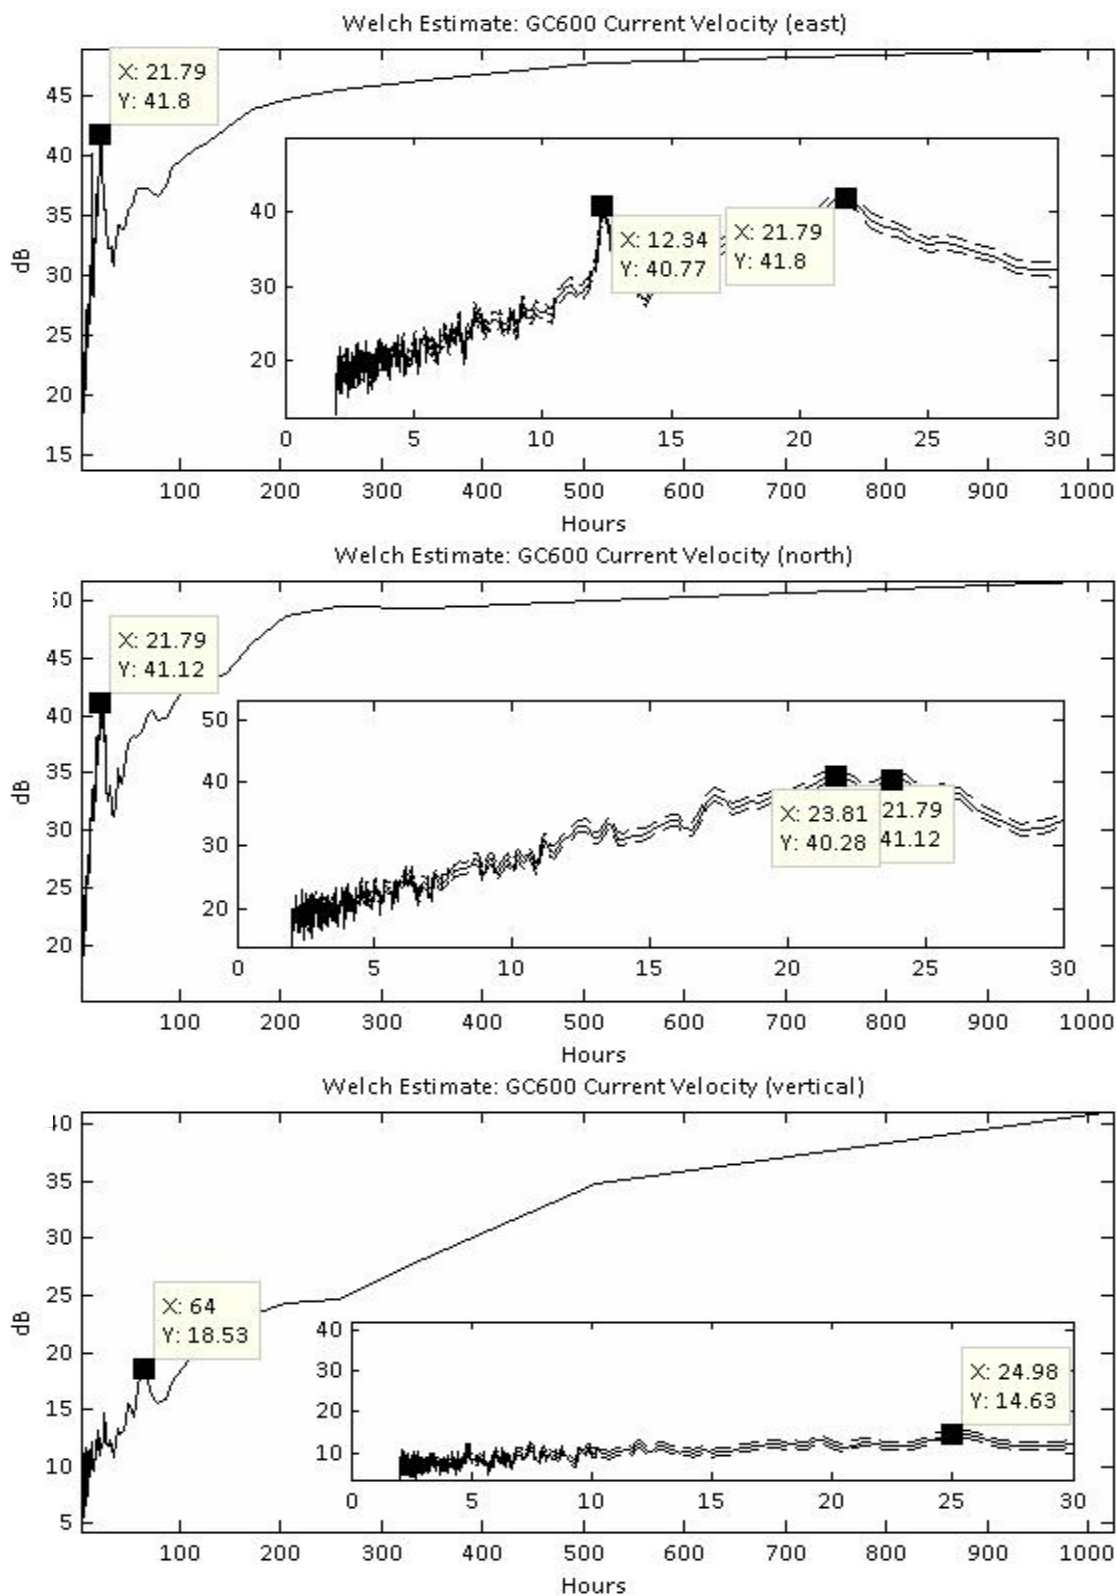 Welch Estimate: GC600 Current Velocity (east)
X: 21.79
Y: 41.8
45
40
35
30
25
20
15
dB
40
30
20
X: 12.34
Y: 40.77
X: 21.79
Y: 41.8
0 5 10 15 20 25 30
100 200 300 400 500 600 700 800 900 1000
Hours
Welch Estimate: GC600 Current Velocity (north)
50
45
40
35
30
25
20
dB
X: 21.79
Y: 41.12
50
40
30
20
X: 23.81
Y: 40.28
21.79
41.12
0 5 10 15 20 25 30
100 200 300 400 500 600 700 800 900 1000
Hours
Welch Estimate: GC600 Current Velocity (vertical)
40
35
30
25
20
15
10
5
dB
X: 64
Y: 18.53
40
30
20
10
X: 24.98
Y: 14.63
0 5 10 15 20 25 30
100 200 300 400 500 600 700 800 900 1000
Hours